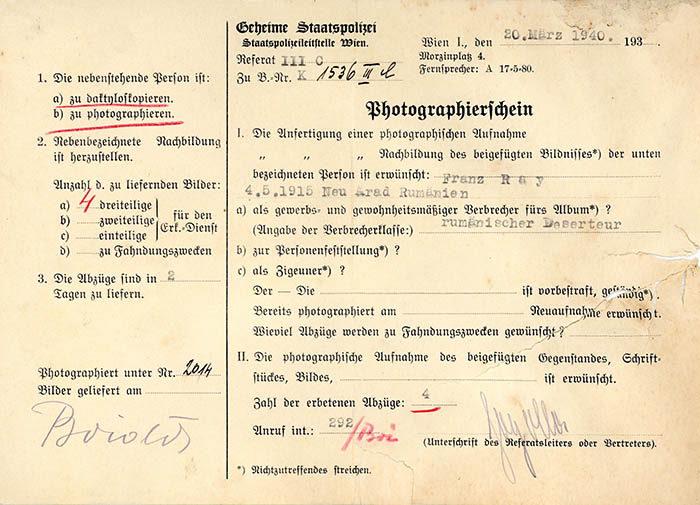 1. Die nebenstehende Person ist:
a) zu daktyloskopieren.
b) zu photographieren.
2. Nebenbezeichnete Nachbildung
ist herzustellen.
Anzahl d. zu liefernden Bilder:
a) 4 dreiteilige
b) zweiteilige
c) einteilige
für den
Erk.-Dienst
d) zu Fahndungszwecken
3. Die Abzüge sind in 2
Tagen zu liefern.
Photographiert unter Nr. 2014
Bilder geliefert am
Geheime Staatspolizei
Staatspolizeileitstelle Wien.
Referat III C
Zu B.-Nr. K 1536 III
Wien I., den 20. März 1940. 193
Morzinplatz 4.
Fernsprecher: A 17-5-80.
Photographierschein
I. Die Anfertigung einer photographischen Aufnahme
„ „ „ Nachbildung des beigefügten Bildnisses*) der unten
bezeichneten Person ist erwünscht: Franz Ray
4.5.1915 Neu Arad Rumänien
a) als gewerbs- und gewohnheitsmäßiger Verbrecher fürs Album*) ?
(Angabe der Verbrecherklasse:) rumänischer Deserteur
b) zur Personenfeststellung*) ?
c) als Zigeuner*) ?
Der — Die ist vorbestraft, geständig*).
Bereits photographiert am Neuaufnahme erwünscht.
Wieviel Abzüge werden zu Fahndungszwecken gewünscht?
II. Die photographische Aufnahme des beigefügten Gegenstandes, Schrift-
stückes, Bildes, ist erwünscht.
Zahl der erbetenen Abzüge: 4
Anruf int.: 292
(Unterschrift des Referatsleiters oder Vertreters).
*) Nichtzutreffendes streichen.